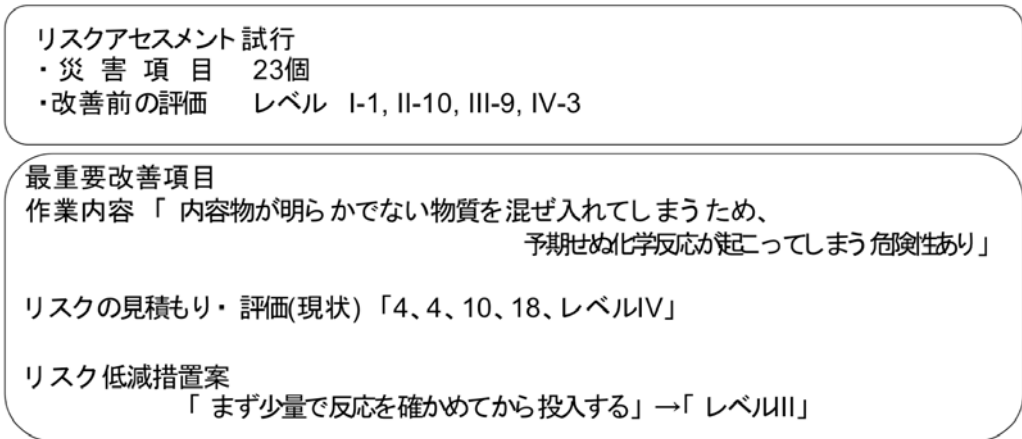 リスクアセスメント試行
・災害項目 23個
・改善前の評価 レベル I-1, II-10, III-9, IV-3
最重要改善項目
作業内容「内容物が明らかでない物質を混ぜ入れてしまうため、
予期せぬ化学反応が起こってしまう危険性あり」
リスクの見積もり・評価(現状)「4、4、10、18、レベルIV」
リスク低減措置案
「まず少量で反応を確かめてから投入する」→「レベルIII」